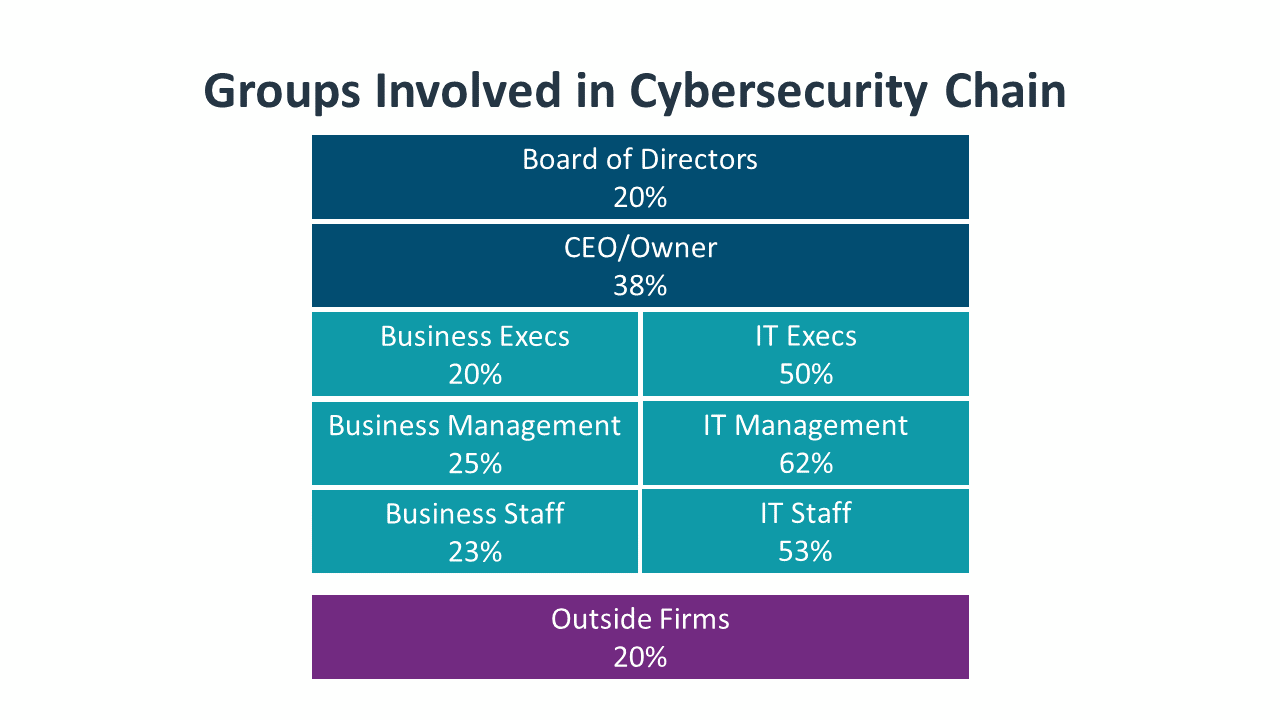 Groups Involved in Cybersecurity Chain
Board of Directors
20%
CEO/Owner
38%
Business Execs
20%
IT Execs
50%
Business Management
25%
IT Management
62%
Business Staff
23%
IT Staff
53%
Outside Firms
20%